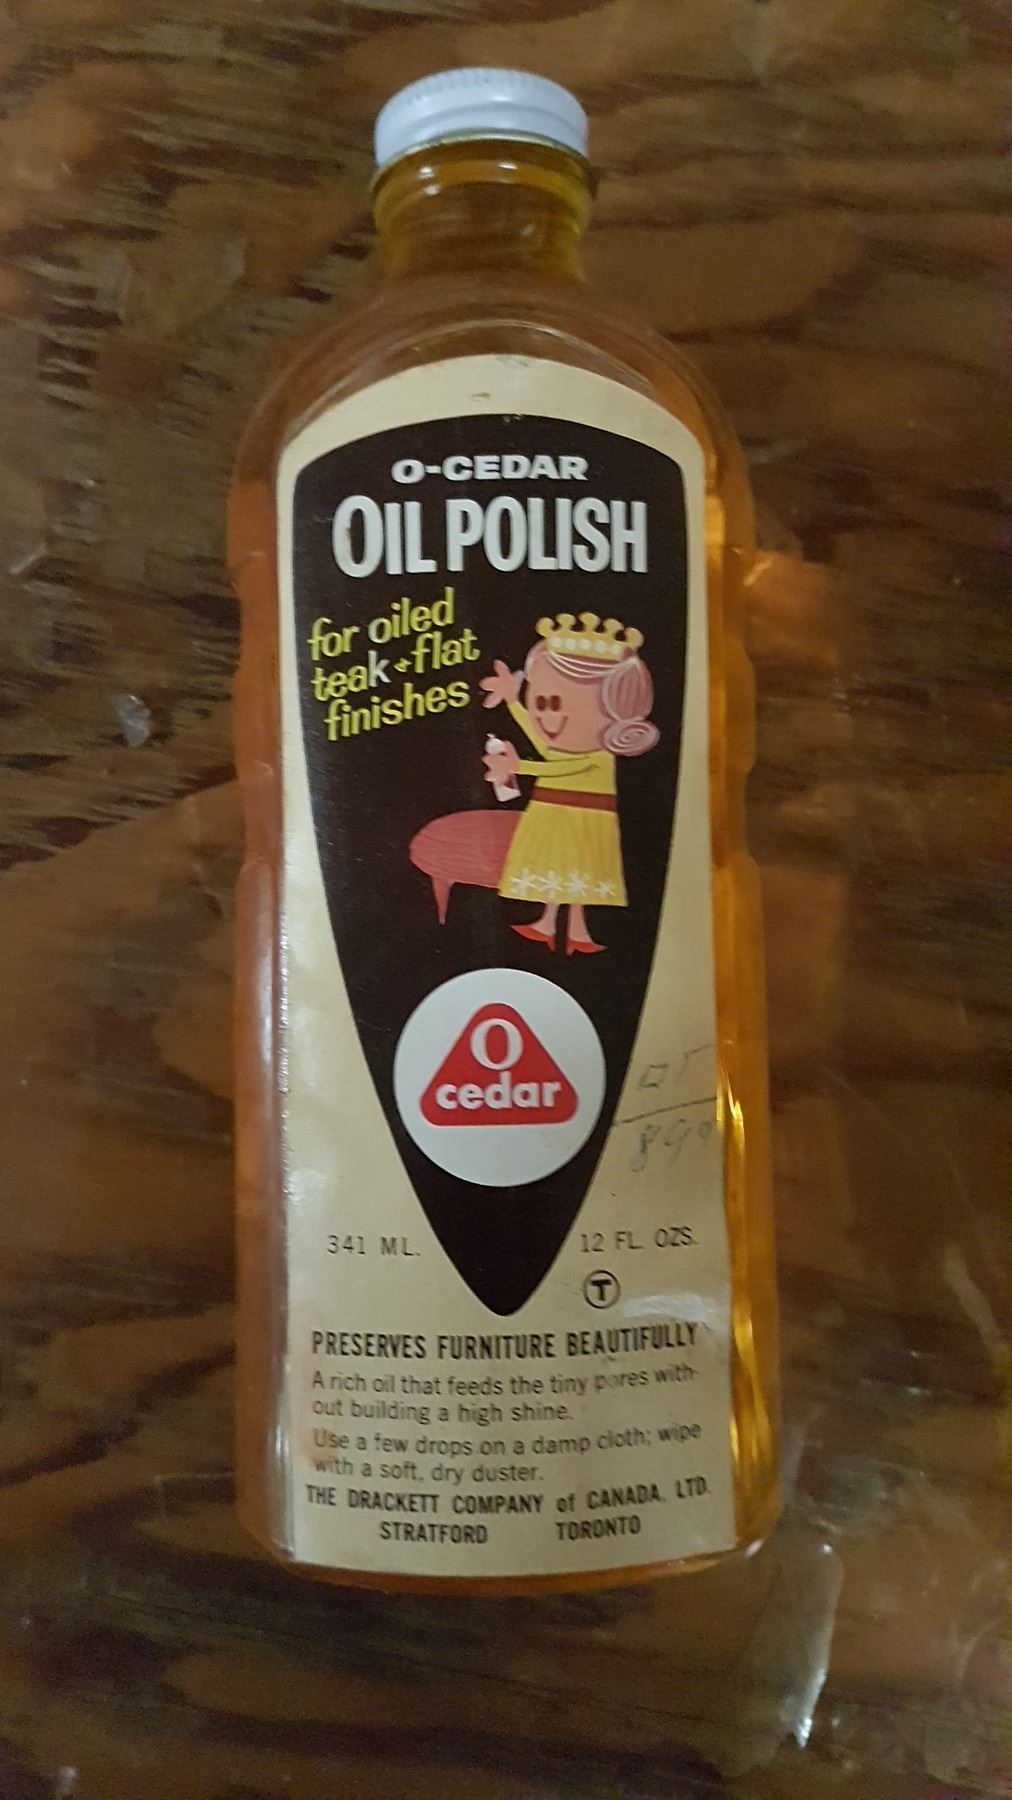 O-CEDAR
OIL POLISH
for oiled
teak + flat
finishes
O
cedar
341 ML.
12 FL. OZS.
T
PRESERVES FURNITURE BEAUTIFULLY
A rich oil that feeds the tiny pores with-
out building a high shine.
Use a few drops on a damp cloth; wipe
with a soft, dry duster.
THE DRACKETT COMPANY of CANADA, LTD.
STRATFORD TORONTO